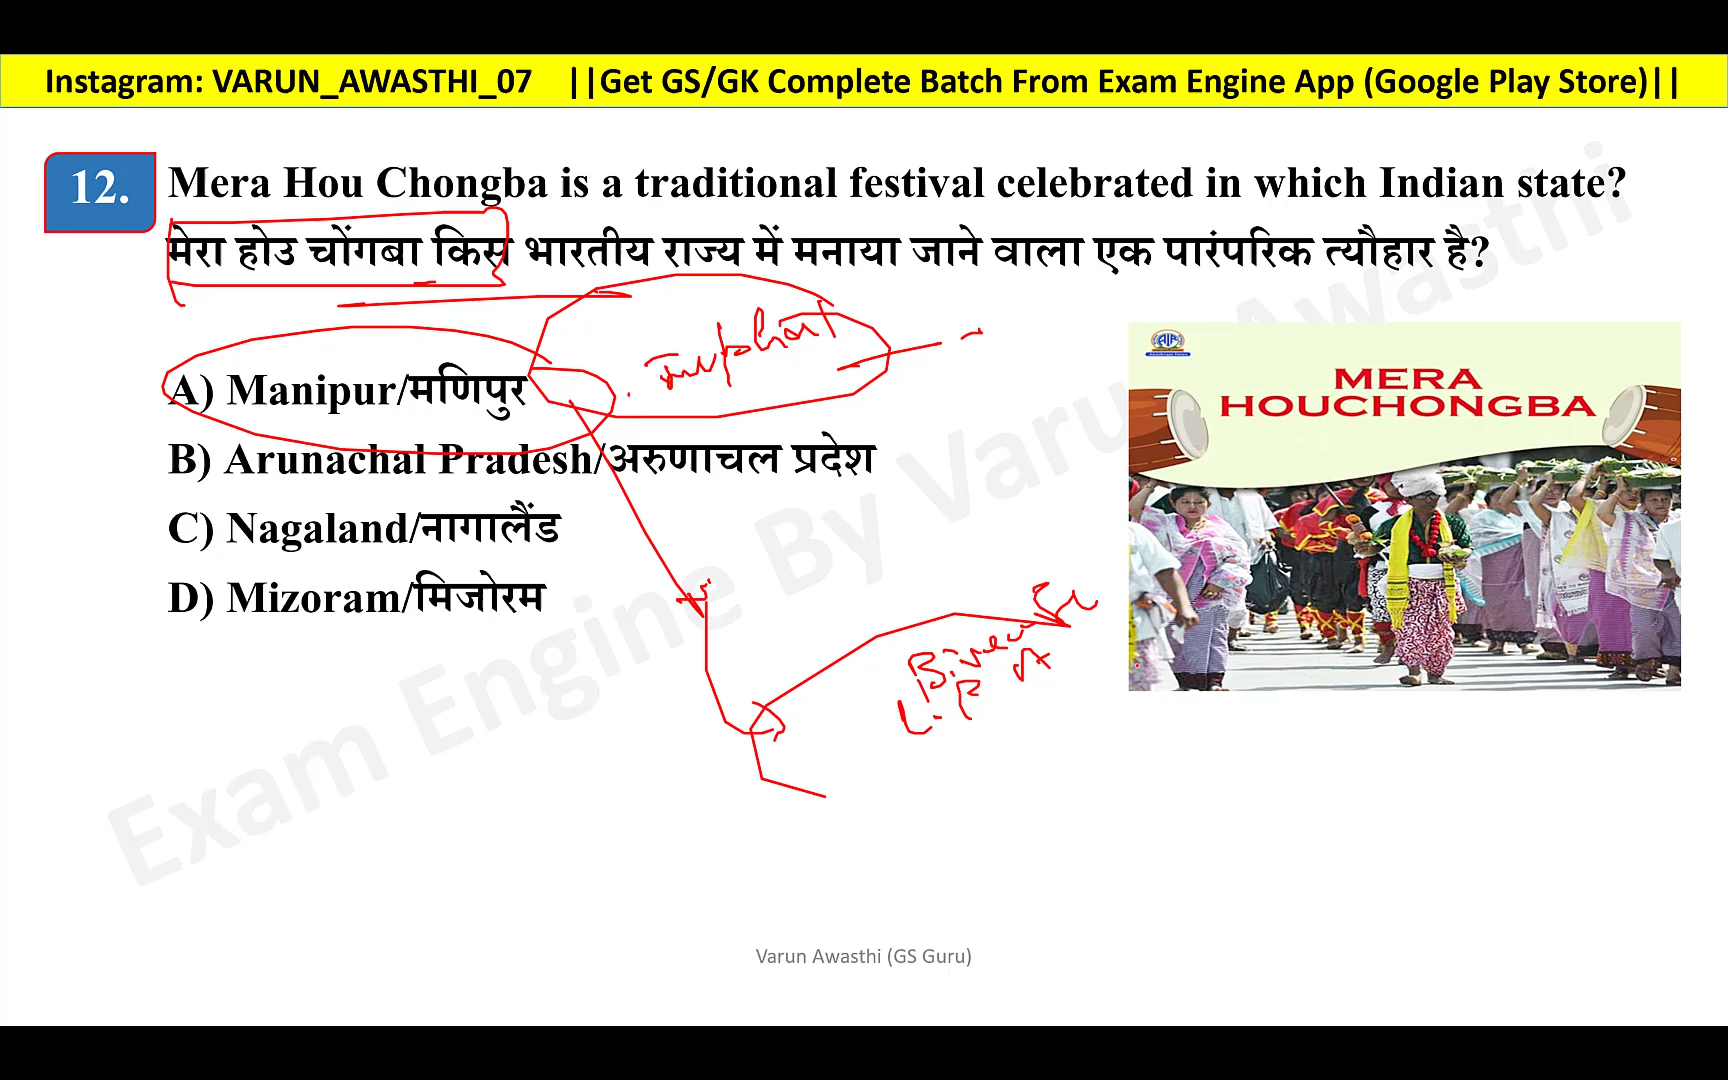 Instagram: VARUN_AWASTHI_07 ||Get GS/GK Complete Batch From Exam Engine App (Google Play Store)||
12. Mera Hou Chongba is a traditional festival celebrated in which Indian state?
मेरा होउ चोंगबा किस भारतीय राज्य में मनाया जाने वाला एक पारंपरिक त्यौहार है?
A) Manipur/मणिपुर
B) Arunachal Pradesh/अरुणाचल प्रदेश
C) Nagaland/नागालैंड
D) Mizoram/मिजोरम
AIR
MERA
HOUCHONGBA
Exam Engine By Varun Awasthi
Varun Awasthi (GS Guru)